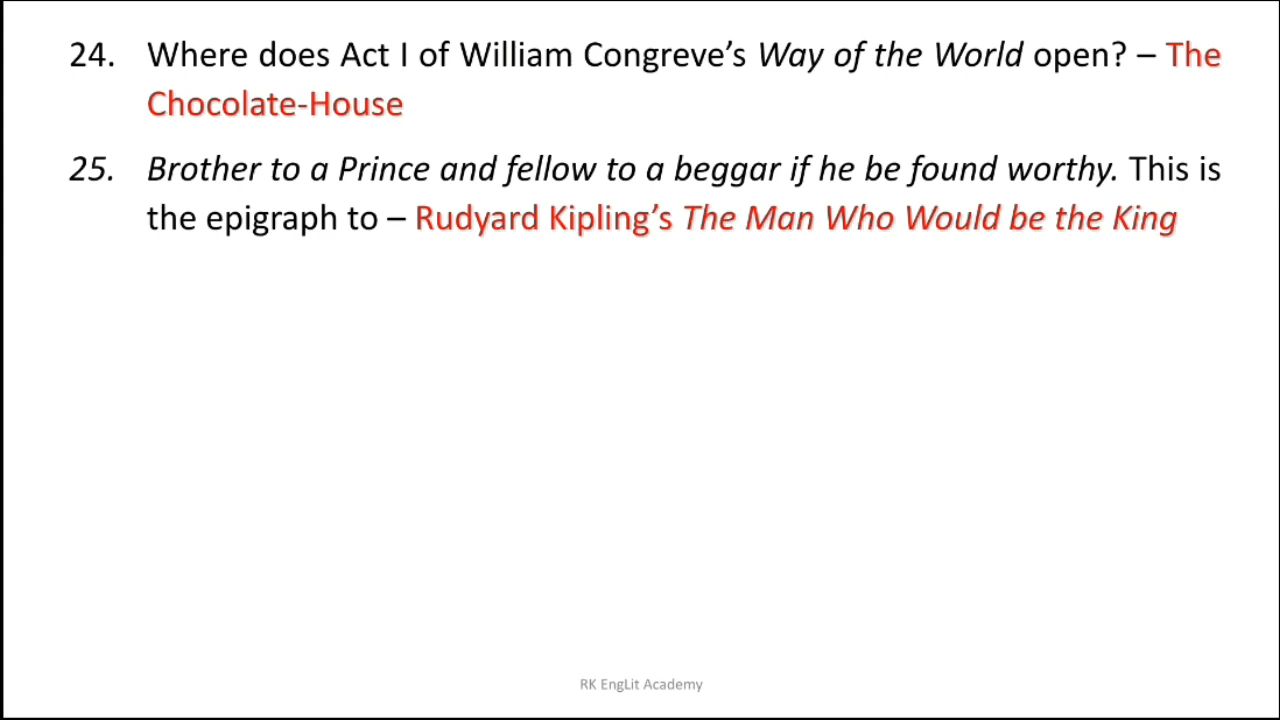 24. Where does Act I of William Congreve’s Way of the World open? – The
Chocolate-House
25. Brother to a Prince and fellow to a beggar if he be found worthy. This is
the epigraph to – Rudyard Kipling’s The Man Who Would be the King
RK EngLit Academy